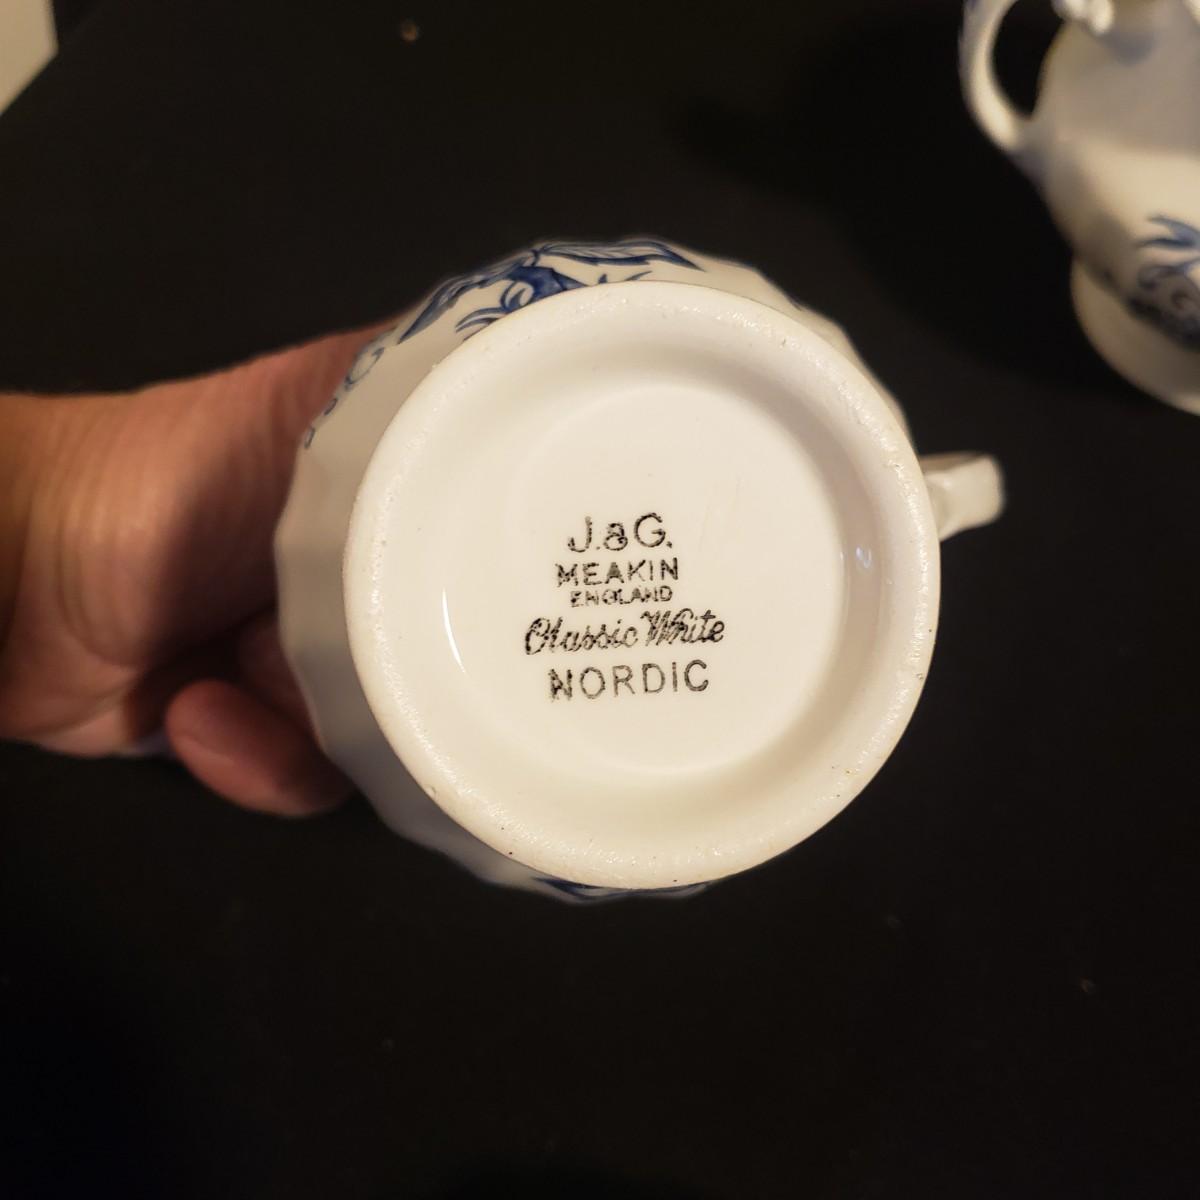 J.&G.
MEAKIN
ENGLAND
Classic White
NORDIC